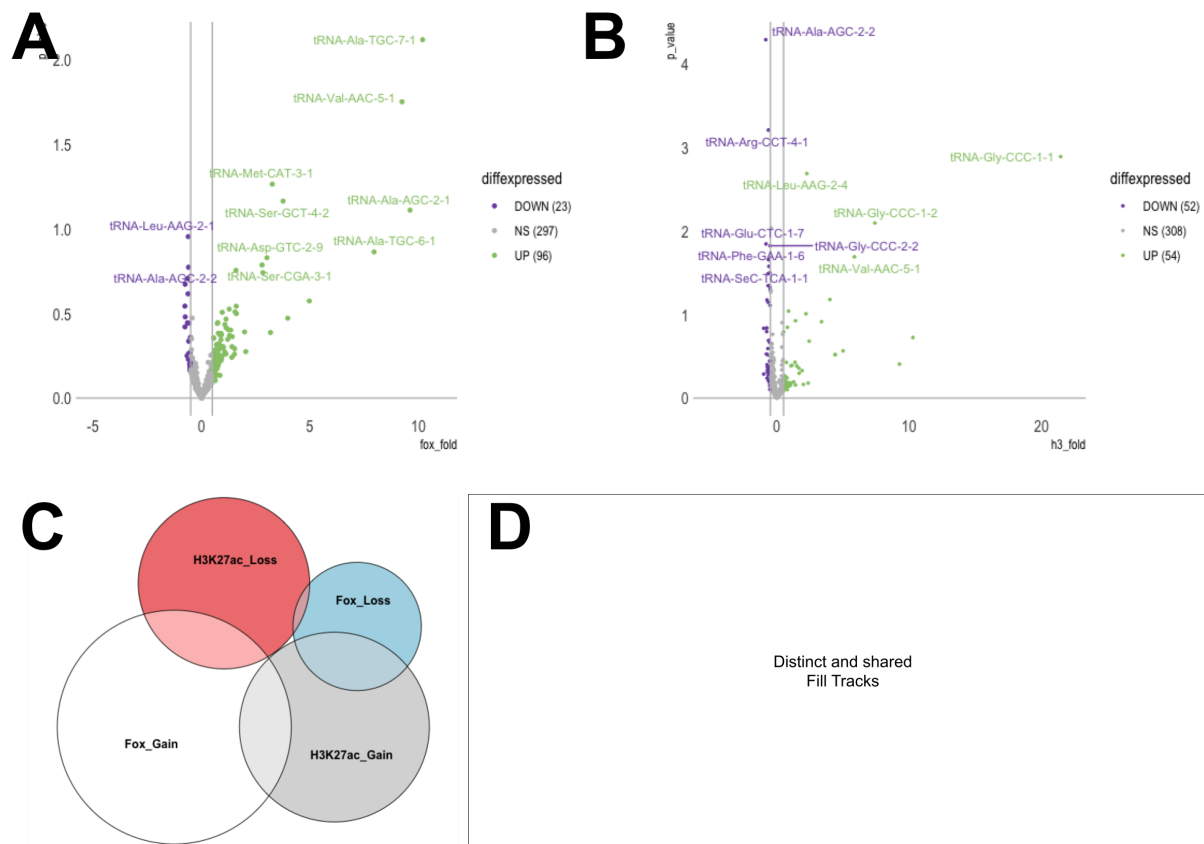 A
2.0
1.5
1.0
0.5
0.0
-5 0 5 10
fox_fold
tRNA-Ala-TGC-7-1
tRNA-Val-AAC-5-1
tRNA-Met-CAT-3-1
tRNA-Ala-AGC-2-1
tRNA-Ser-GCT-4-2
tRNA-Leu-AAG-2-1
tRNA-Ala-TGC-6-1
tRNA-Asp-GTC-2-9
tRNA-Ala-AGC-2-2
tRNA-Ser-CGA-3-1
diffexpressed
DOWN (23)
NS (297)
UP (96)
B
p_value
4
3
2
1
0
0 10 20
h3_fold
tRNA-Ala-AGC-2-2
tRNA-Arg-CCT-4-1
tRNA-Gly-CCC-1-1
tRNA-Leu-AAG-2-4
tRNA-Gly-CCC-1-2
tRNA-Glu-CTC-1-7
tRNA-Gly-CCC-2-2
tRNA-Phe-GAA-1-6
tRNA-Val-AAC-5-1
tRNA-SeC-TCA-1-1
diffexpressed
DOWN (52)
NS (308)
UP (54)
C
H3K27ac_Loss
Fox_Loss
Fox_Gain
H3K27ac_Gain
D
Distinct and shared
Fill Tracks